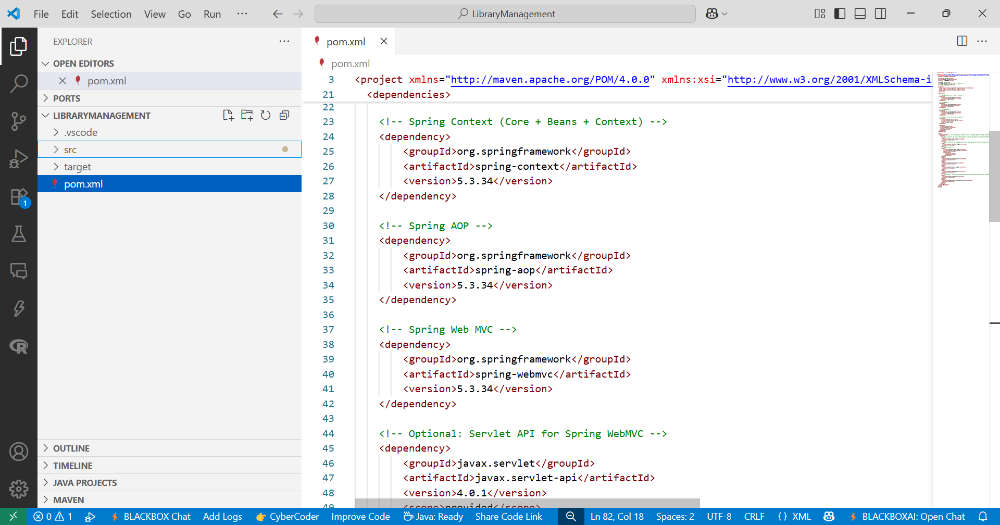 File Edit Selection View Go Run ··· LibraryManagement
EXPLORER
OPEN EDITORS
pom.xml
PORTS
LIBRARYMANAGEMENT
.vscode
src
target
pom.xml
1
OUTLINE
TIMELINE
JAVA PROJECTS
MAVEN
pom.xml
pom.xml
3 <project xmlns="http://maven.apache.org/POM/4.0.0" xmlns:xsi="http://www.w3.org/2001/XMLSchema-i
21 <dependencies>
22
23 <!-- Spring Context (Core + Beans + Context) -->
24 <dependency>
25 <groupId>org.springframework</groupId>
26 <artifactId>spring-context</artifactId>
27 <version>5.3.34</version>
28 </dependency>
29
30 <!-- Spring AOP -->
31 <dependency>
32 <groupId>org.springframework</groupId>
33 <artifactId>spring-aop</artifactId>
34 <version>5.3.34</version>
35 </dependency>
36
37 <!-- Spring Web MVC -->
38 <dependency>
39 <groupId>org.springframework</groupId>
40 <artifactId>spring-webmvc</artifactId>
41 <version>5.3.34</version>
42 </dependency>
43
44 <!-- Optional: Servlet API for Spring WebMVC -->
45 <dependency>
46 <groupId>javax.servlet</groupId>
47 <artifactId>javax.servlet-api</artifactId>
48 <version>4.0.1</version>
49 <scope>provided</scope>
0 1 BLACKBOX Chat Add Logs CyberCoder Improve Code Java: Ready Share Code Link Ln 82, Col 18 Spaces: 2 UTF-8 CRLF {} XML BLACKBOXAI: Open Chat